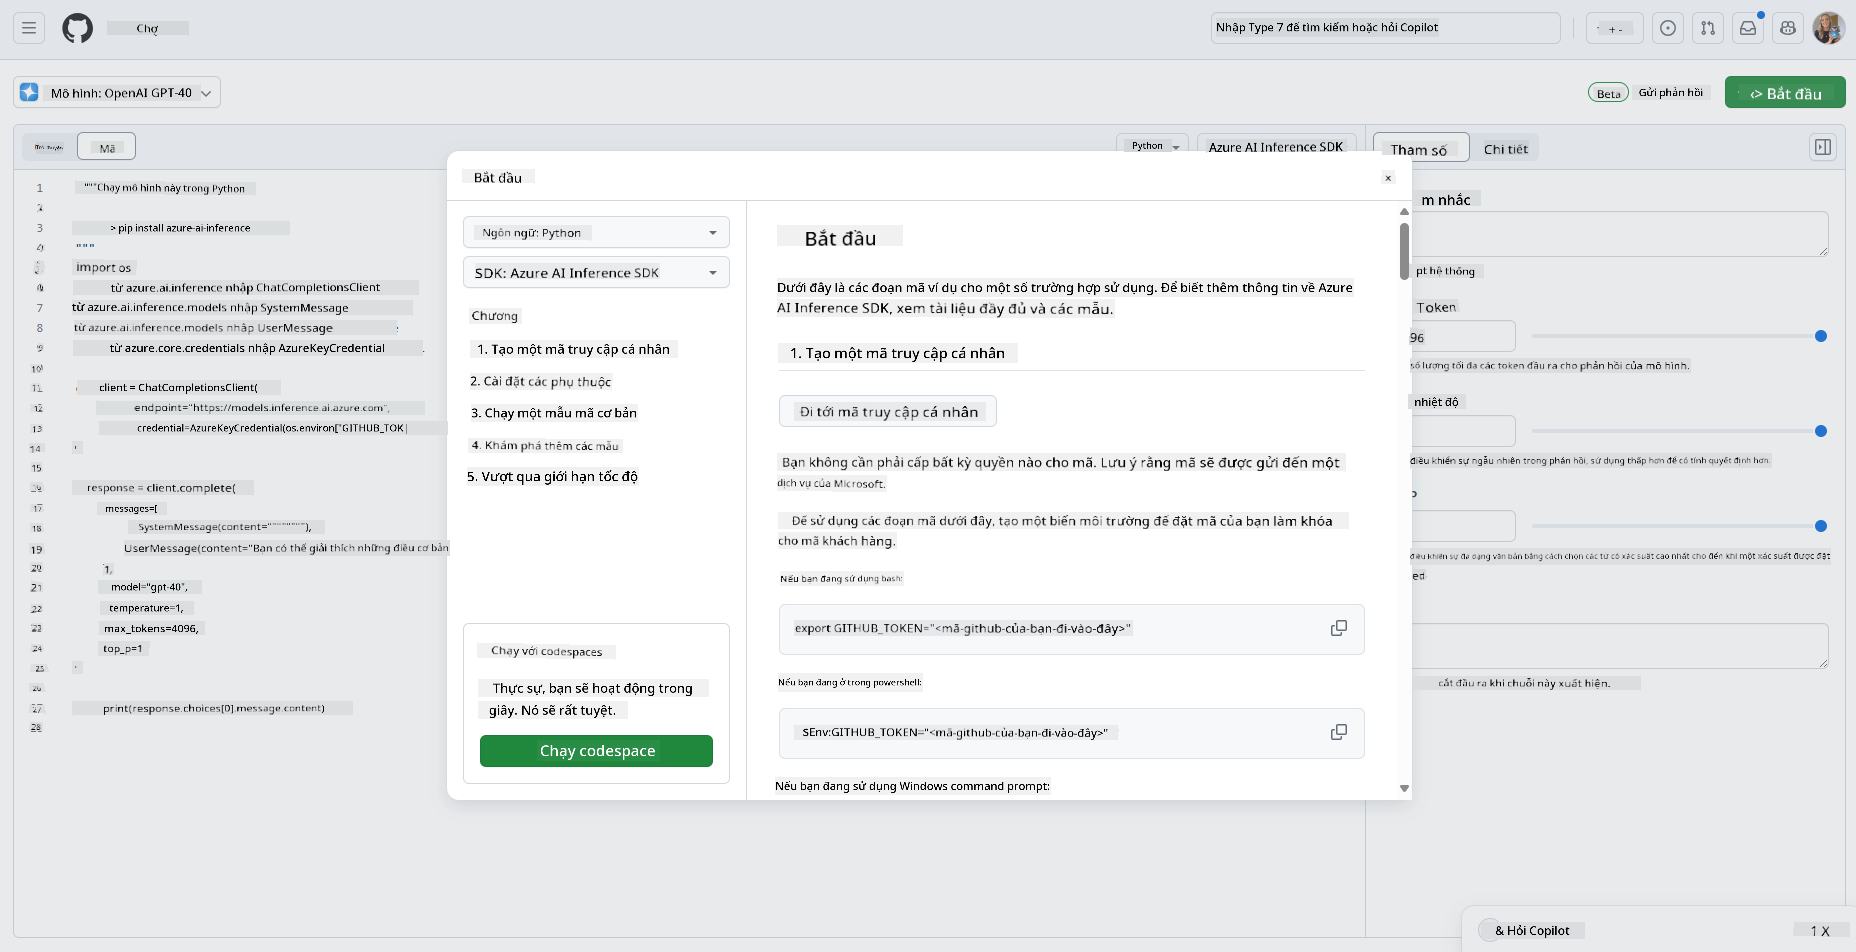 Chợ
Nhập Type 7 để tìm kiếm hoặc hỏi Copilot
+ -
Mô hình: OpenAI GPT-40
Beta
Gửi phản hồi
<> Bắt đầu
Mã
Python
Azure AI Inference SDK
Tham số
Chi tiết
1 """Chạy mô hình này trong Python
2
3 > pip install azure-ai-inference
4 """
import os
6 từ azure.ai.inference nhập ChatCompletionsClient
7 từ azure.ai.inference.models nhập SystemMessage
8 từ azure.ai.inference.models nhập UserMessage
9 từ azure.core.credentials nhập AzureKeyCredential
10
11 client = ChatCompletionsClient(
12 endpoint="https://models.inference.ai.azure.com",
13 credential=AzureKeyCredential(os.environ["GITHUB_TOK
14
15
16 response = client.complete(
17 messages=[
18 SystemMessage(content="""""""),
19 UserMessage(content="Bạn có thể giải thích những điều cơ bản
20 ],
21 model="gpt-40",
22 temperature=1,
23 max_tokens=4096,
24 top_p=1
25
26
27 print(response.choices[0].message.content)
28
Bắt đầu
×
Ngôn ngữ: Python
SDK: Azure AI Inference SDK
Chương
1. Tạo một mã truy cập cá nhân
2. Cài đặt các phụ thuộc
3. Chạy một mẫu mã cơ bản
4. Khám phá thêm các mẫu
5. Vượt qua giới hạn tốc độ
Chạy với codespaces
Thực sự, bạn sẽ hoạt động trong
giây. Nó sẽ rất tuyệt.
Chạy codespace
Bắt đầu
Dưới đây là các đoạn mã ví dụ cho một số trường hợp sử dụng. Để biết thêm thông tin về Azure
AI Inference SDK, xem tài liệu đầy đủ và các mẫu.
1. Tạo một mã truy cập cá nhân
Đi tới mã truy cập cá nhân
Bạn không cần phải cấp bất kỳ quyền nào cho mã. Lưu ý rằng mã sẽ được gửi đến một
dịch vụ của Microsoft.
Để sử dụng các đoạn mã dưới đây, tạo một biến môi trường để đặt mã của bạn làm khóa
cho mã khách hàng.
Nếu bạn đang sử dụng bash:
export GITHUB_TOKEN="<mã-github-của-bạn-đi-vào-đây>"
Nếu bạn đang ở trong powershell:
$Env:GITHUB_TOKEN="<mã-github-của-bạn-đi-vào-đây>"
Nếu bạn đang sử dụng Windows command prompt:
m nhắc
pt hệ thống
Token
96
số lượng tối đa các token đầu ra cho phản hồi của mô hình.
nhiệt độ
điều khiển sự ngẫu nhiên trong phản hồi, sử dụng thấp hơn để có tính quyết định hơn.
điều khiển sự đa dạng văn bản bằng cách chọn các từ có xác suất cao nhất cho đến khi một xác suất được đặt
ed
cắt đầu ra khi chuỗi này xuất hiện.
& Hỏi Copilot
1 X